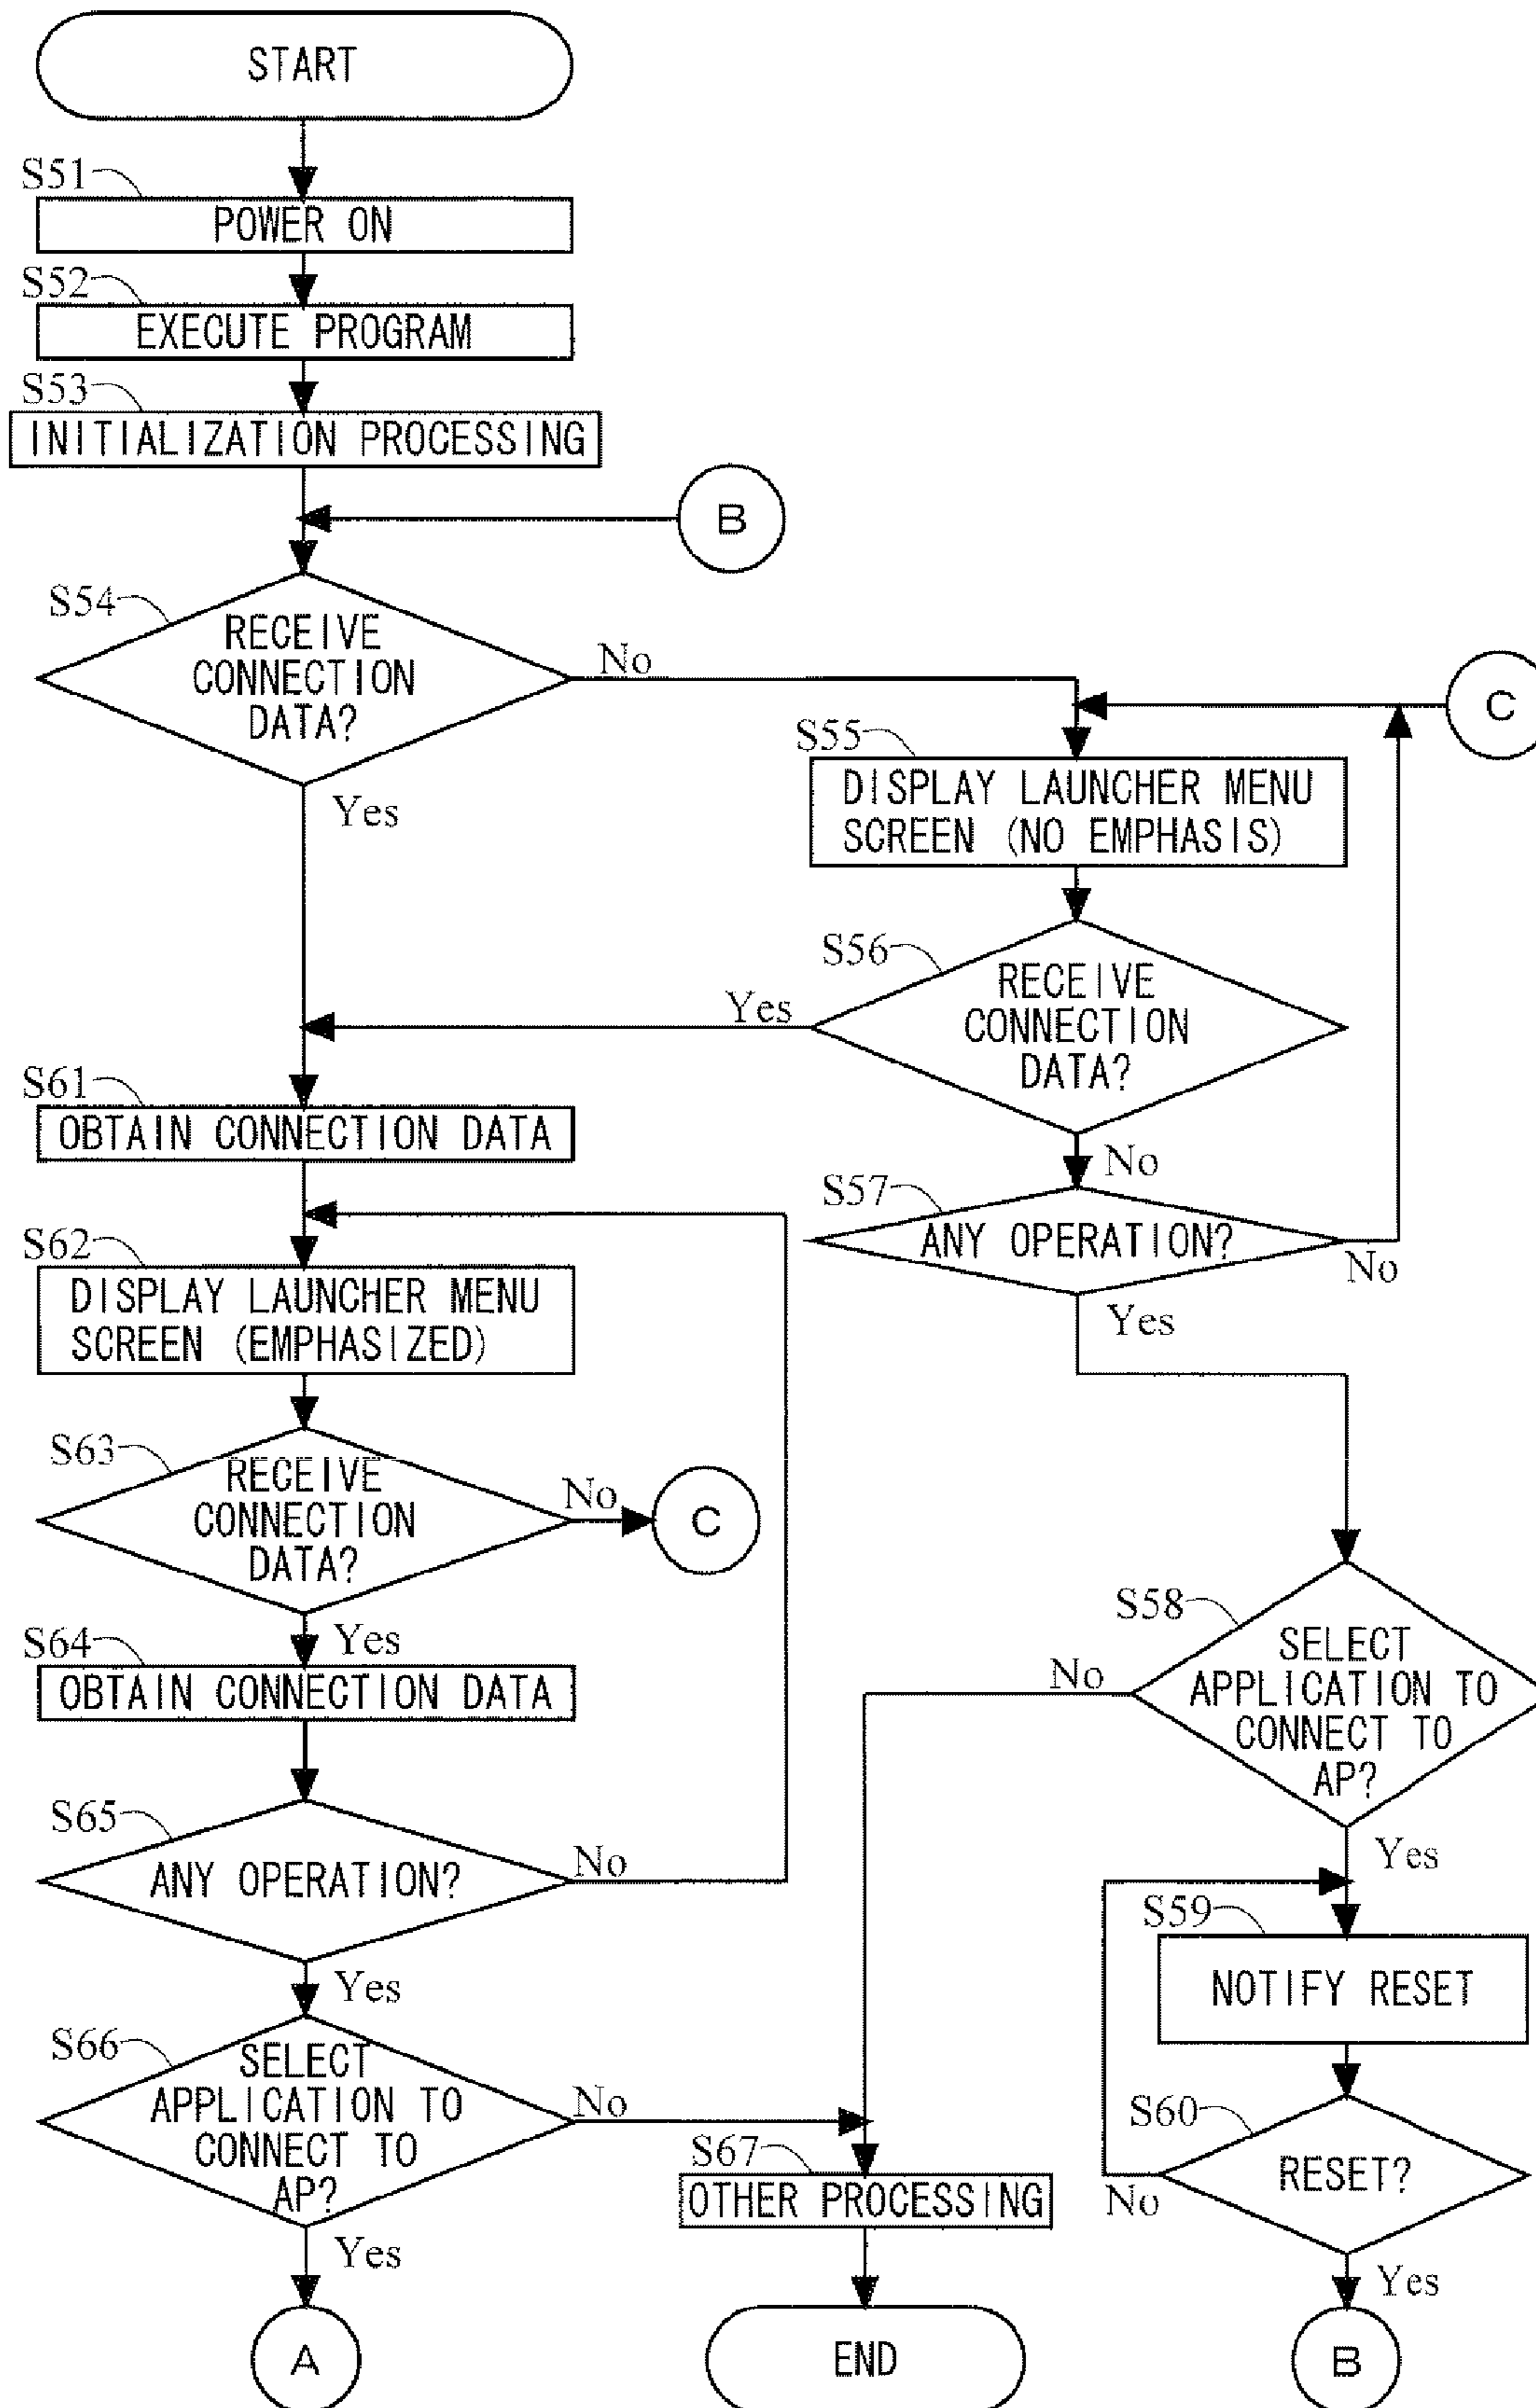 START
S51
POWER ON
S52
EXECUTE PROGRAM
S53
INITIALIZATION PROCESSING
B
S54
RECEIVE
CONNECTION
DATA?
No
Yes
C
S55
DISPLAY LAUNCHER MENU
SCREEN (NO EMPHASIS)
S56
RECEIVE
CONNECTION
DATA?
Yes
No
S57
ANY OPERATION?
No
Yes
S61
OBTAIN CONNECTION DATA
S62
DISPLAY LAUNCHER MENU
SCREEN (EMPHASIZED)
S63
RECEIVE
CONNECTION
DATA?
No
C
Yes
S64
OBTAIN CONNECTION DATA
S65
ANY OPERATION?
No
Yes
S66
SELECT
APPLICATION TO
CONNECT TO
AP?
No
Yes
A
S58
SELECT
APPLICATION TO
CONNECT TO
AP?
No
Yes
S59
NOTIFY RESET
S60
RESET?
No
Yes
B
S67
OTHER PROCESSING
END